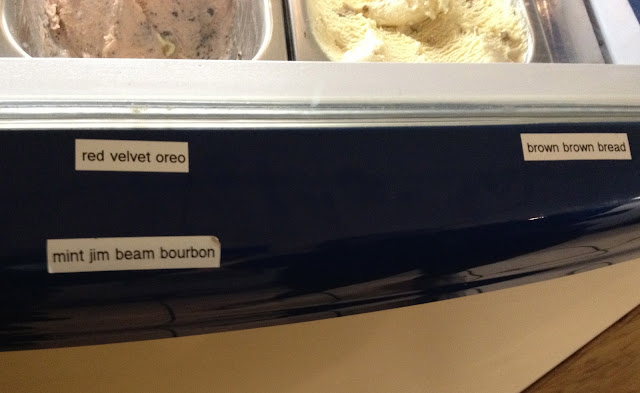 red velvet oreo
brown brown bread
mint jim beam bourbon